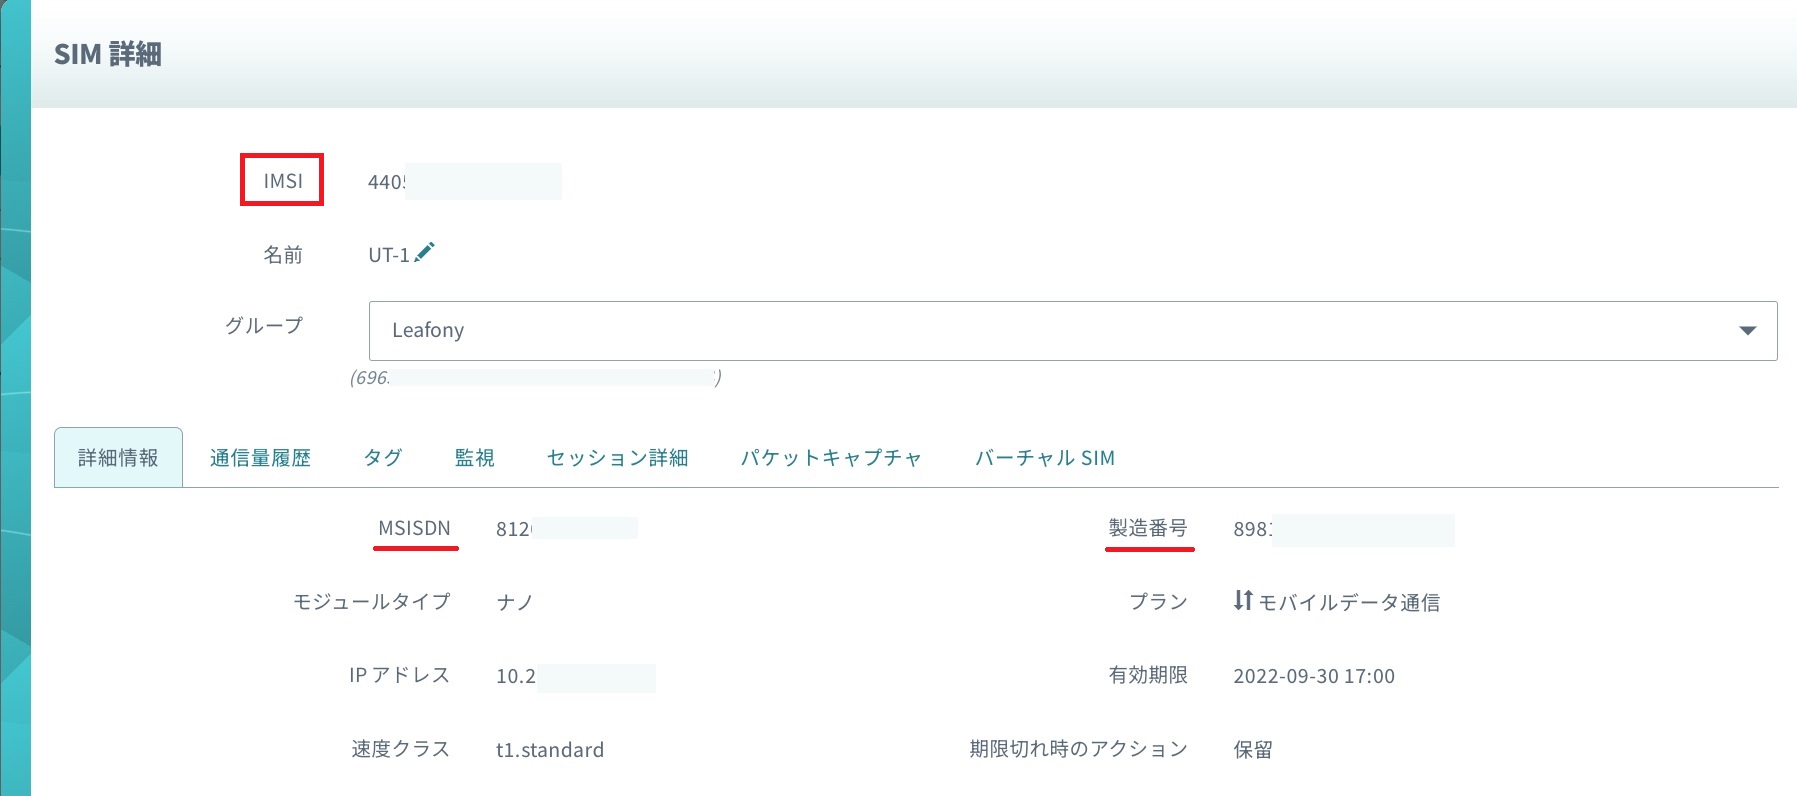 SIM 詳細
IMSI 4405
名前 UT-1
グループ Leafony
(696. )
詳細情報 通信量履歴 タグ 監視 セッション詳細 パケットキャプチャ バーチャル SIM
MSISDN 812 製造番号 898
モジュールタイプ ナノ プラン モバイルデータ通信
IP アドレス 10.2 有効期限 2022-09-30 17:00
速度クラス t1.standard 期限切れ時のアクション 保留